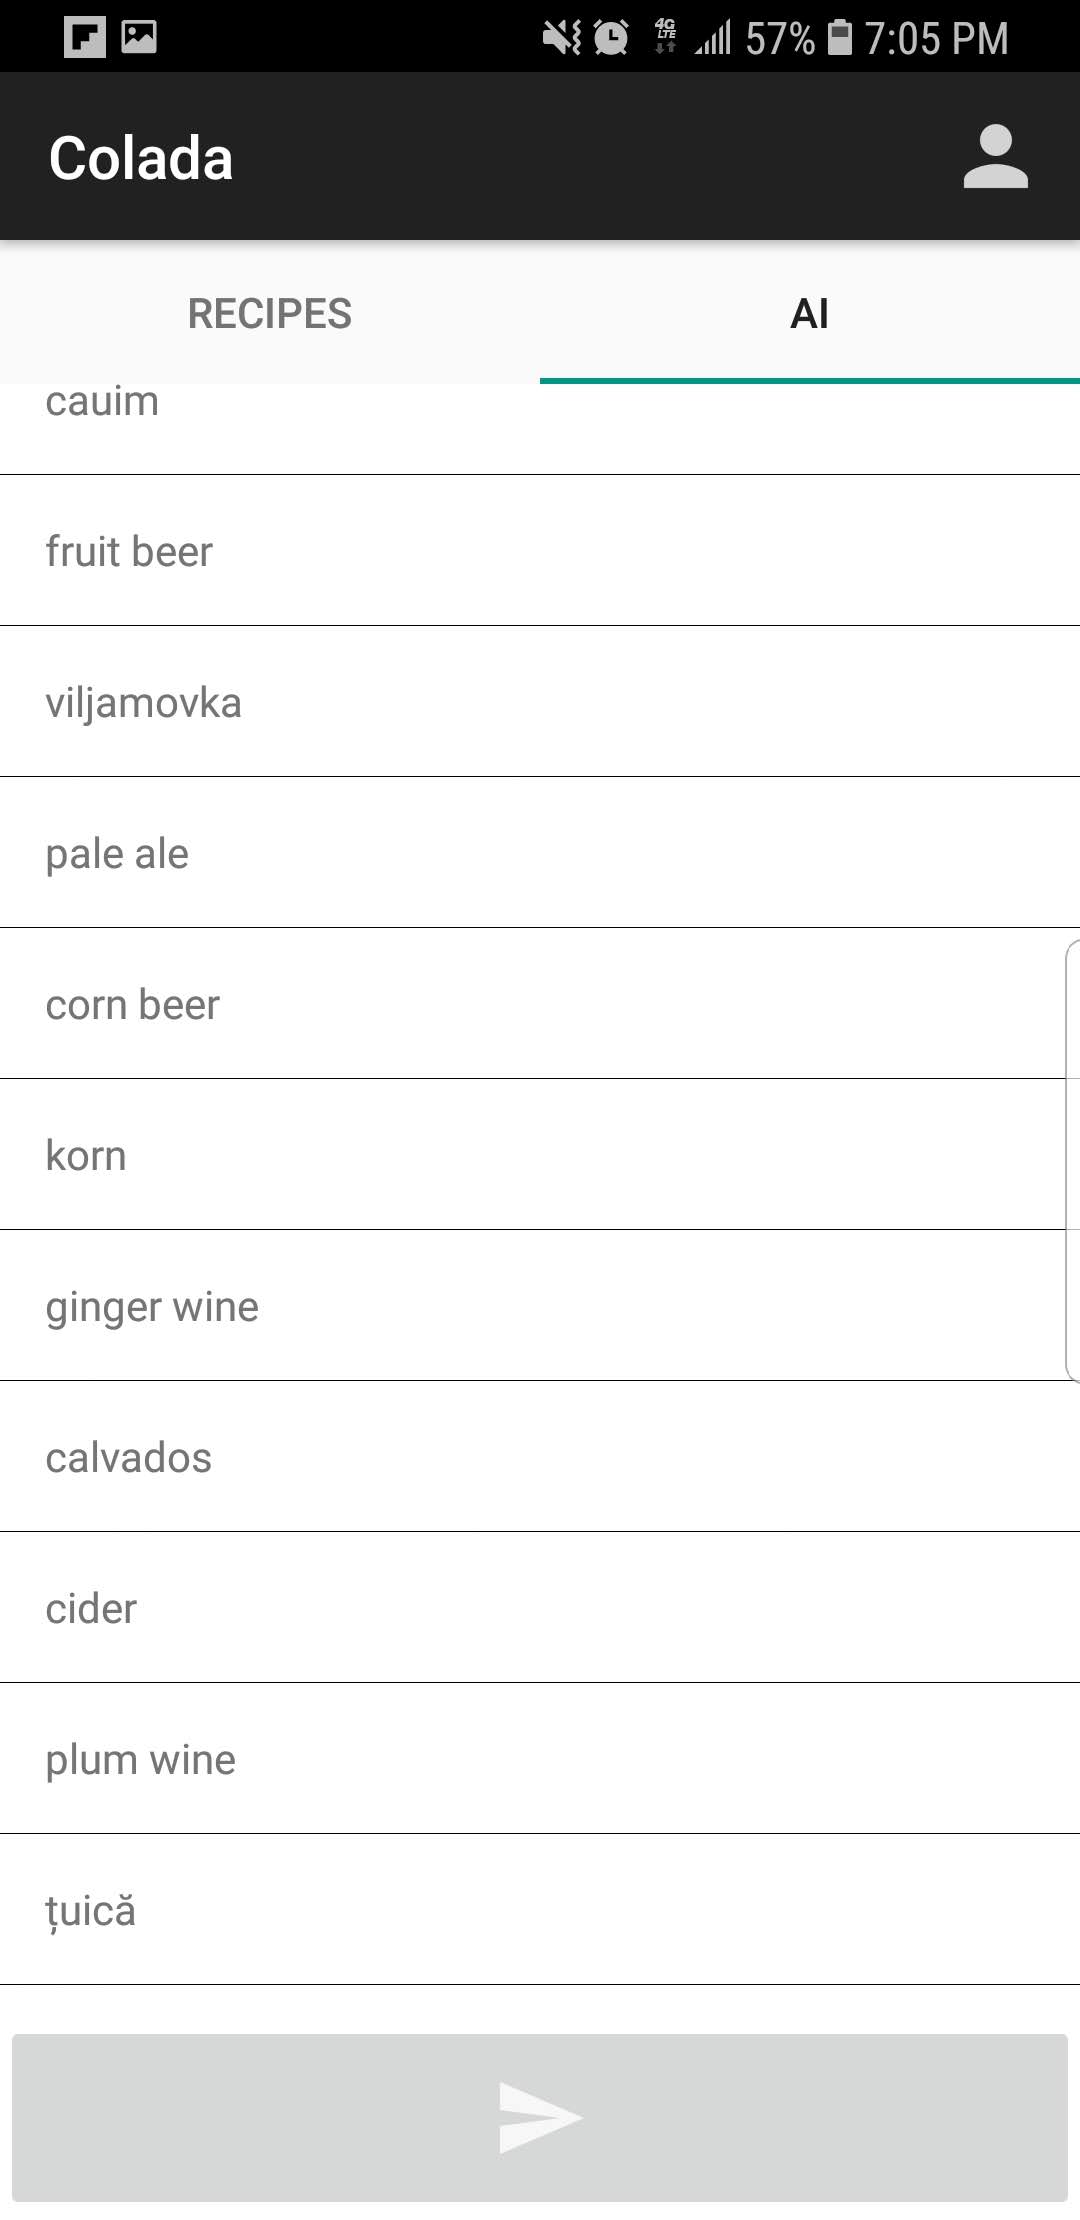 4G
LTE
57%
7:05 PM
Colada
RECIPES
AI
cauim
fruit beer
viljamovka
pale ale
corn beer
korn
ginger wine
calvados
cider
plum wine
țuică